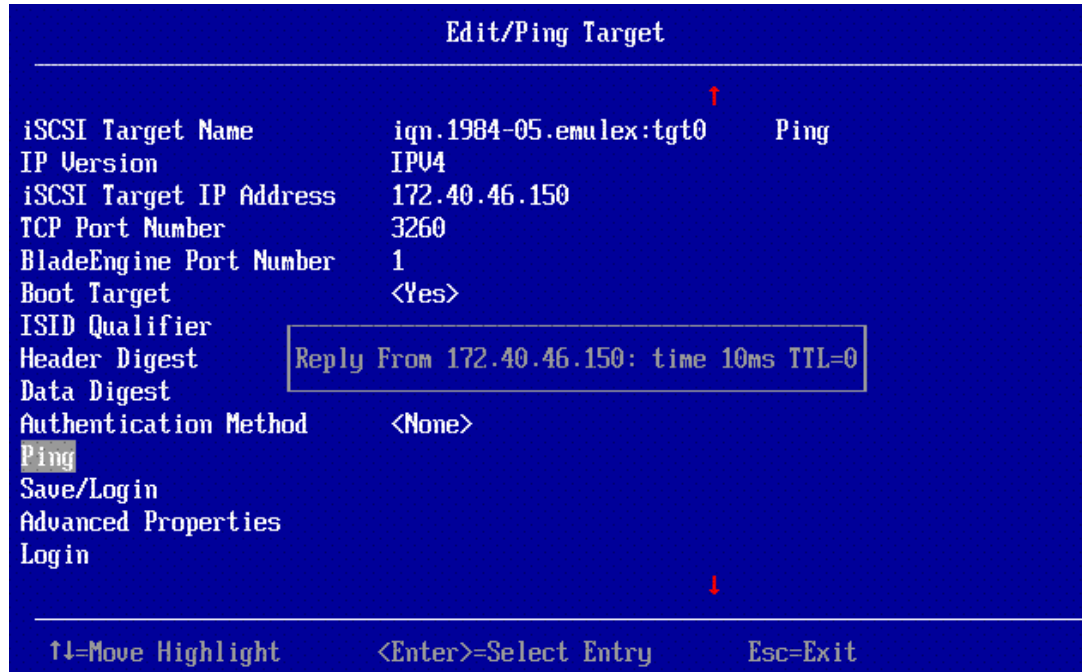 Edit/Ping Target
↑
iSCSI Target Name iqn.1984-05.emulex:tgt0 Ping
IP Version IPV4
iSCSI Target IP Address 172.40.46.150
TCP Port Number 3260
BladeEngine Port Number 1
Boot Target <Yes>
ISID Qualifier
Header Digest Reply From 172.40.46.150: time 10ms TTL=0
Data Digest
Authentication Method <None>
Ping
Save/Login
Advanced Properties
Login
↓
↑↓=Move Highlight <Enter>=Select Entry Esc=Exit